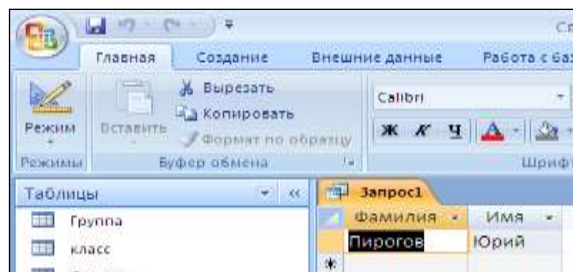 Главная Создание Внешние данные Работа с баз
Вырезать
Копировать
Формат по образцу
Режим Вставить
Calibri
Ж К Ч
Режимы Буфер обмена Шриф
Таблицы
Запрос1
Группа
класс
Фамилия Имя
Пирогов Юрий